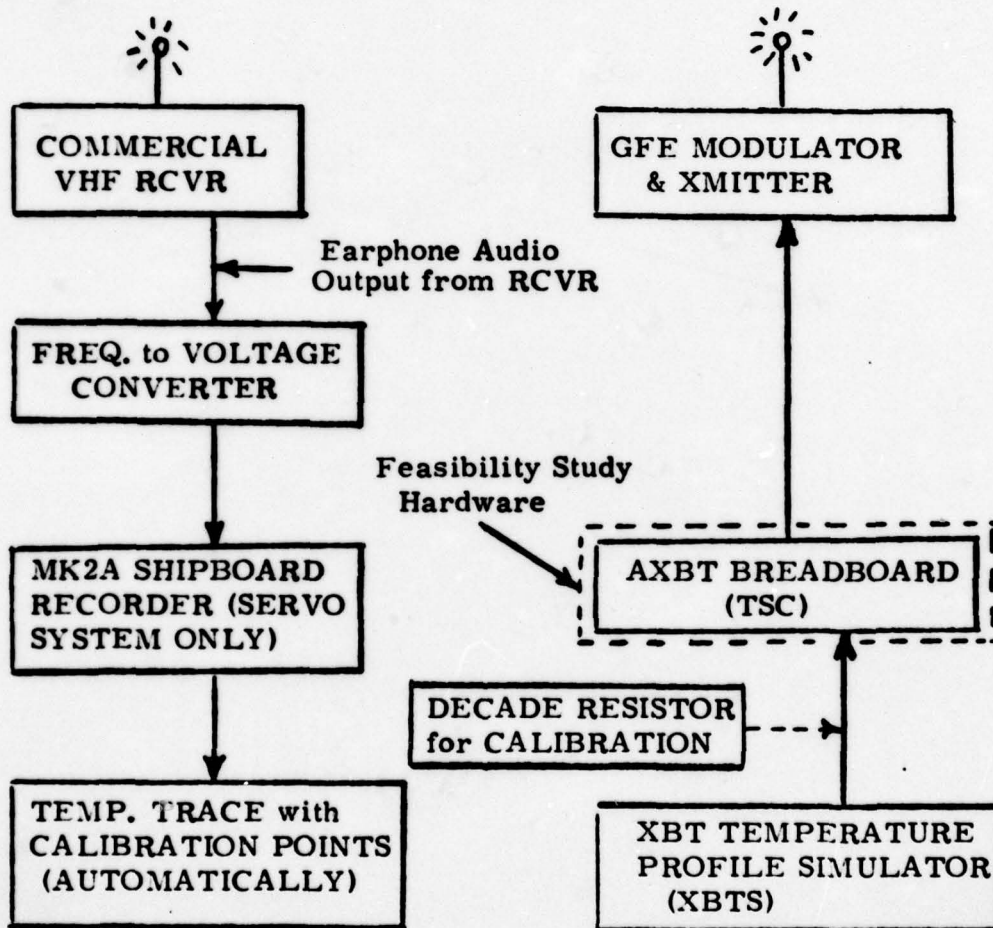 COMMERCIAL
VHF RCVR
Earphone Audio
Output from RCVR
FREQ. to VOLTAGE
CONVERTER
MK2A SHIPBOARD
RECORDER (SERVO
SYSTEM ONLY)
TEMP. TRACE with
CALIBRATION POINTS
(AUTOMATICALLY)
GFE MODULATOR
& XMITTER
Feasibility Study
Hardware
AXBT BREADBOARD
(TSC)
DECADE RESISTOR
for CALIBRATION
XBT TEMPERATURE
PROFILE SIMULATOR
(XBTS)